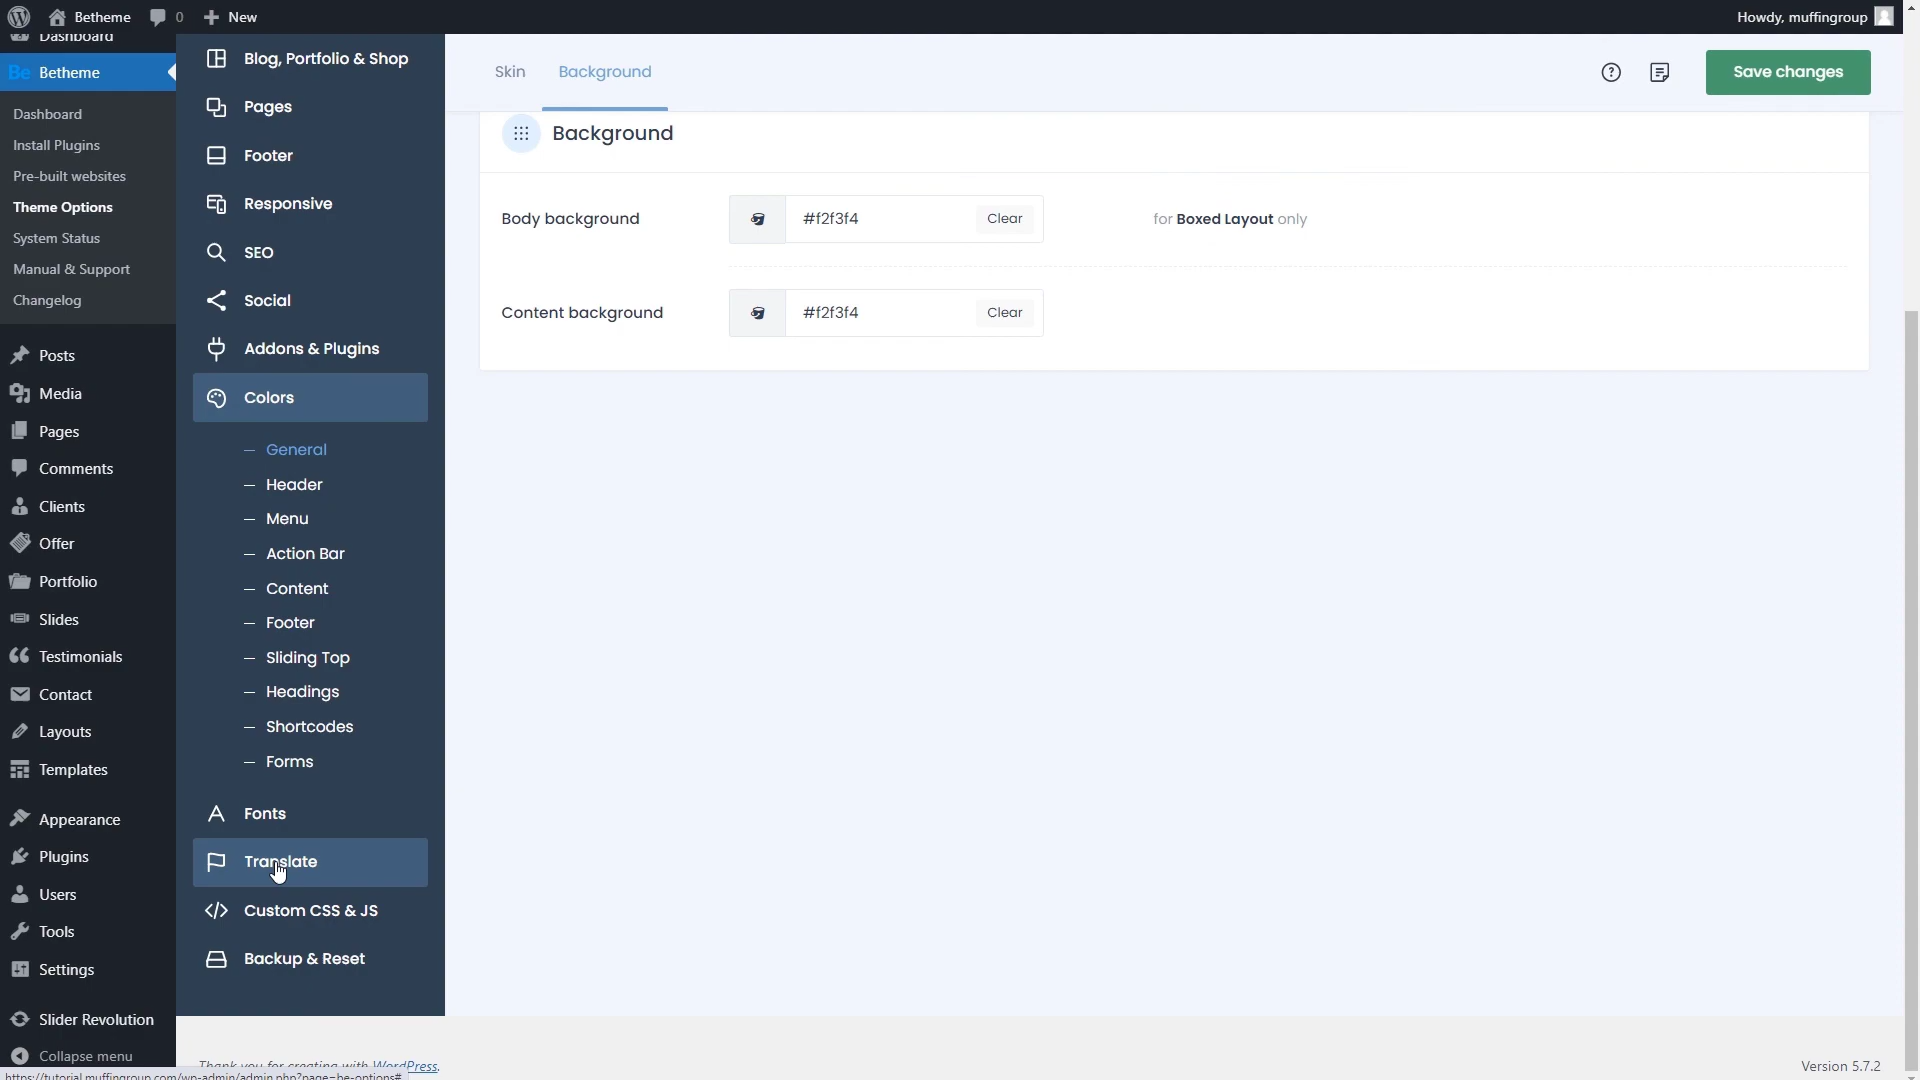 Betheme
0
New
Howdy, muffingroup
Dashboard
Be Betheme
Dashboard
Install Plugins
Pre-built websites
Theme Options
System Status
Manual & Support
Changelog
Posts
Media
Pages
Comments
Clients
Offer
Portfolio
Slides
Testimonials
Contact
Layouts
Templates
Appearance
Plugins
Users
Tools
Settings
Slider Revolution
Collapse menu
Blog, Portfolio & Shop
Pages
Footer
Responsive
SEO
Social
Addons & Plugins
Colors
— General
— Header
— Menu
— Action Bar
— Content
— Footer
— Sliding Top
— Headings
— Shortcodes
— Forms
Fonts
Translate
Custom CSS & JS
Backup & Reset
Skin
Background
Save changes
Background
Body background
#f2f3f4
Clear
for Boxed Layout only
Content background
#f2f3f4
Clear
Thank you for creating with WordPress.
Version 5.7.2
https://tutorial.muffingroup.com/wp-admin/admin.php?page=be-options#